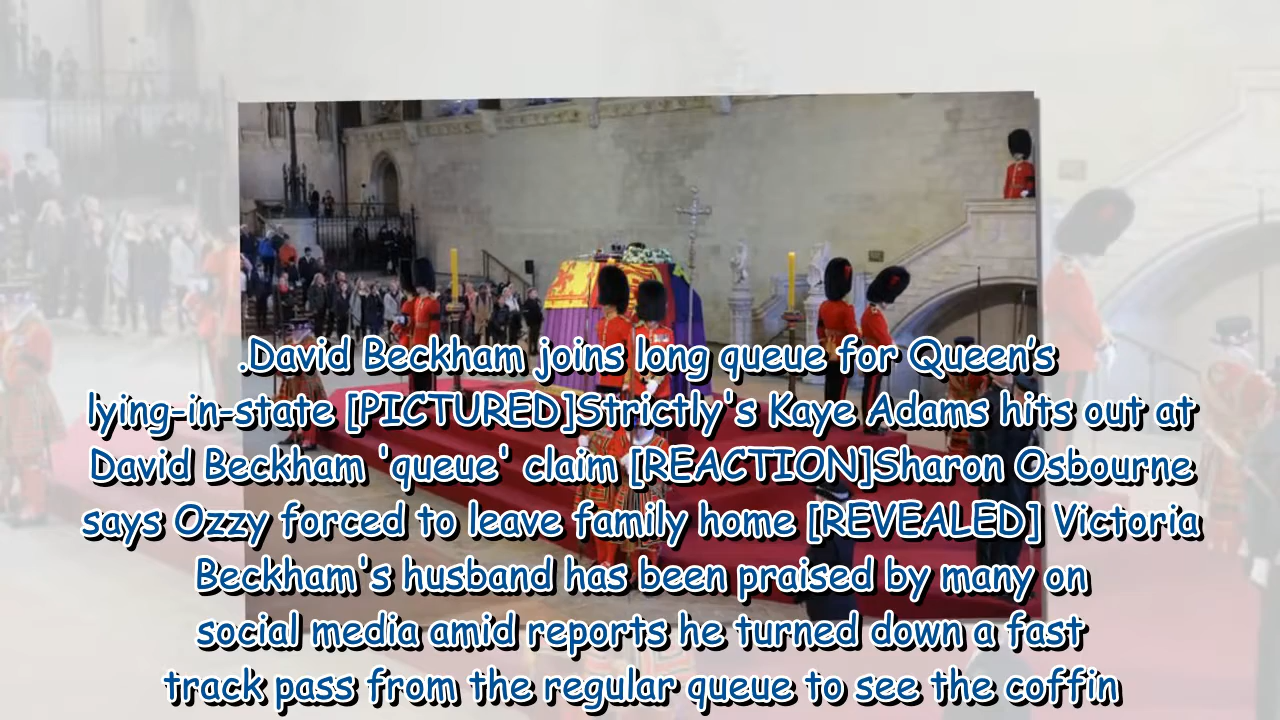 .David Beckham joins long queue for Queen’s
lying-in-state [PICTURED]Strictly's Kaye Adams hits out at
David Beckham 'queue' claim [REACTION]Sharon Osbourne
says Ozzy forced to leave family home [REVEALED] Victoria
Beckham's husband has been praised by many on
social media amid reports he turned down a fast
track pass from the regular queue to see the coffin